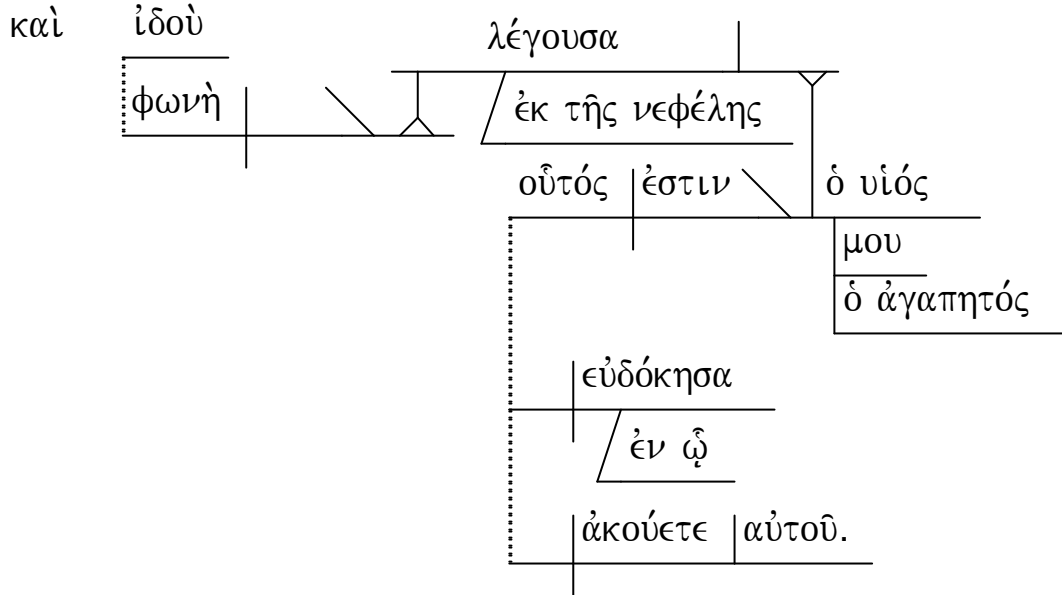 καὶ ἰδοὺ
λέγουσα
φωνὴ
ἐκ τῆς νεφέλης
οὗτός ἐστιν ὁ υἱός
μου
ὁ ἀγαπητός
εὐδόκησα
ἐν ᾧ
ἀκούετε αὐτοῦ.